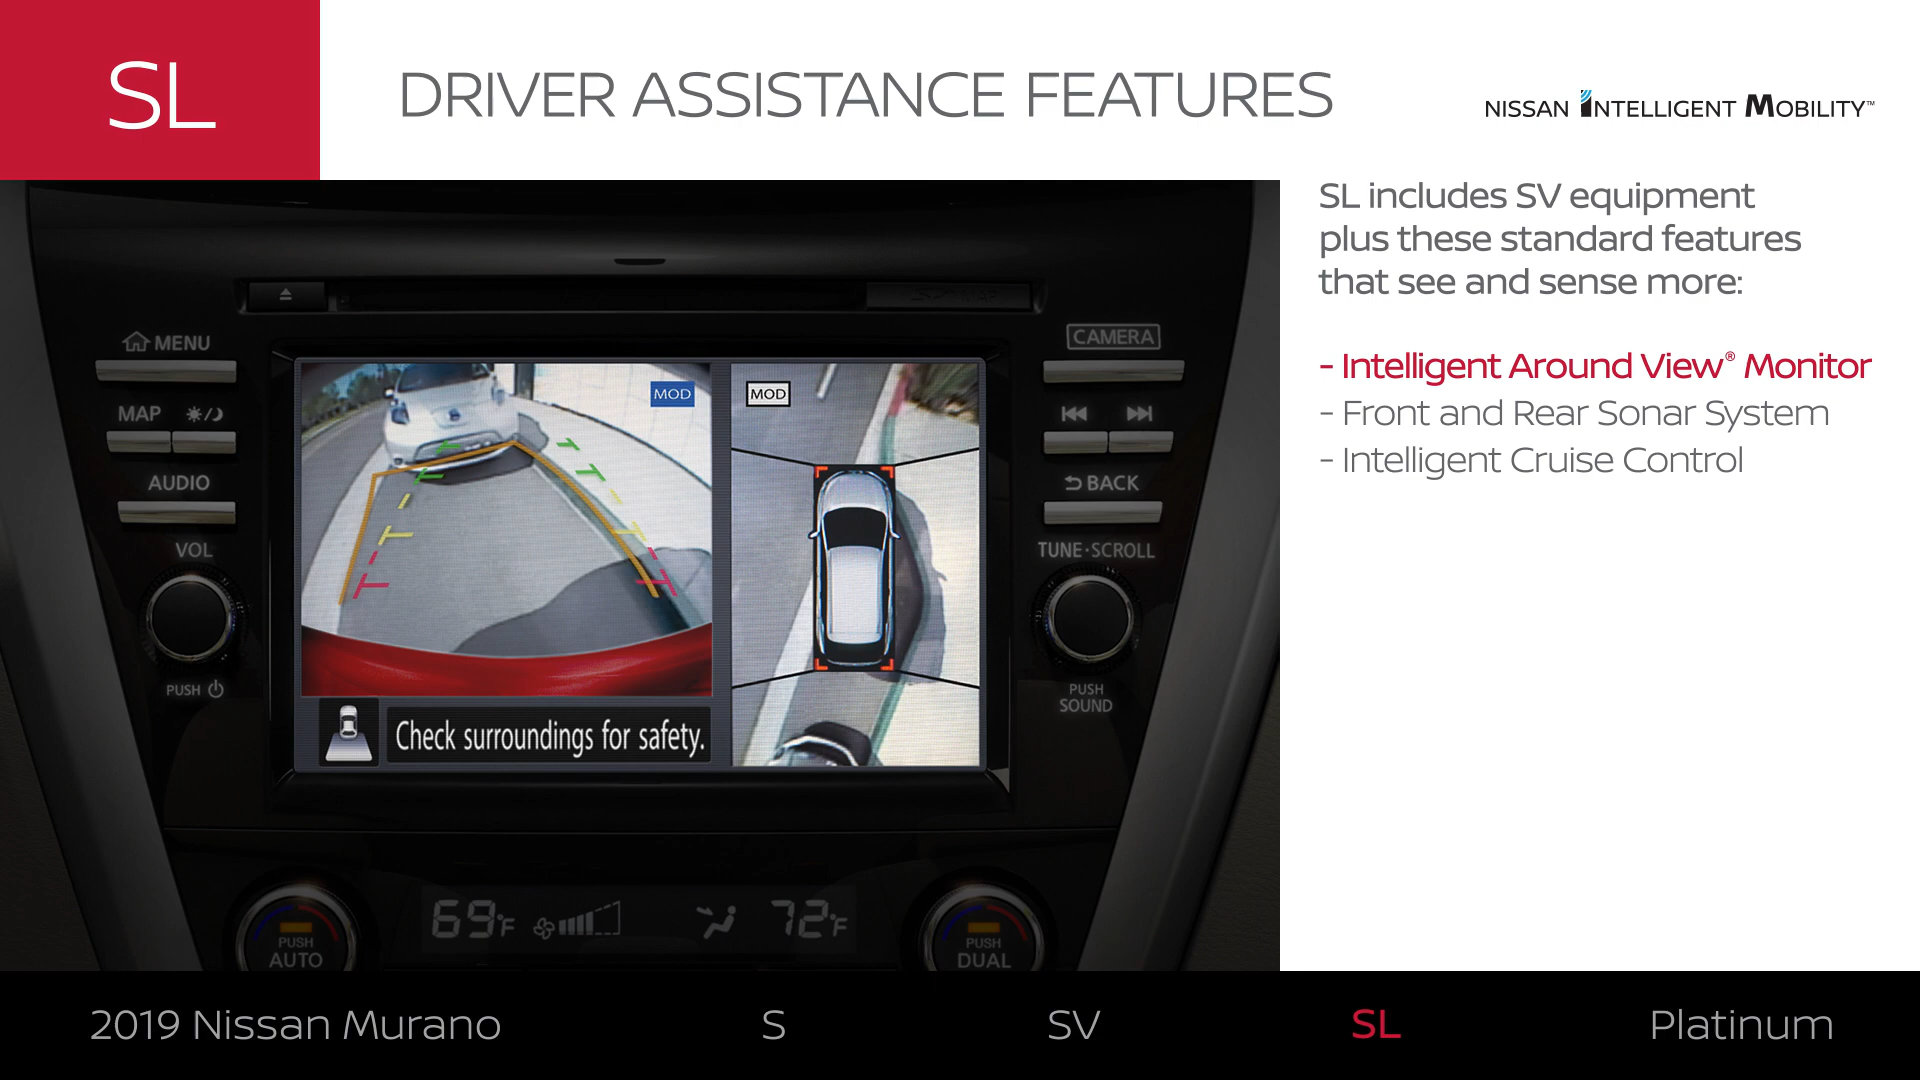 SL
DRIVER ASSISTANCE FEATURES
NISSAN INTELLIGENT MOBILITY™
SL includes SV equipment
plus these standard features
that see and sense more:
- Intelligent Around View® Monitor
- Front and Rear Sonar System
- Intelligent Cruise Control
MENU
MAP
AUDIO
VOL
PUSH
MOD
MOD
Check surroundings for safety.
CAMERA
BACK
TUNE·SCROLL
PUSH
SOUND
PUSH
AUTO
69°F
72°F
PUSH
DUAL
2019 Nissan Murano
S
SV
SL
Platinum